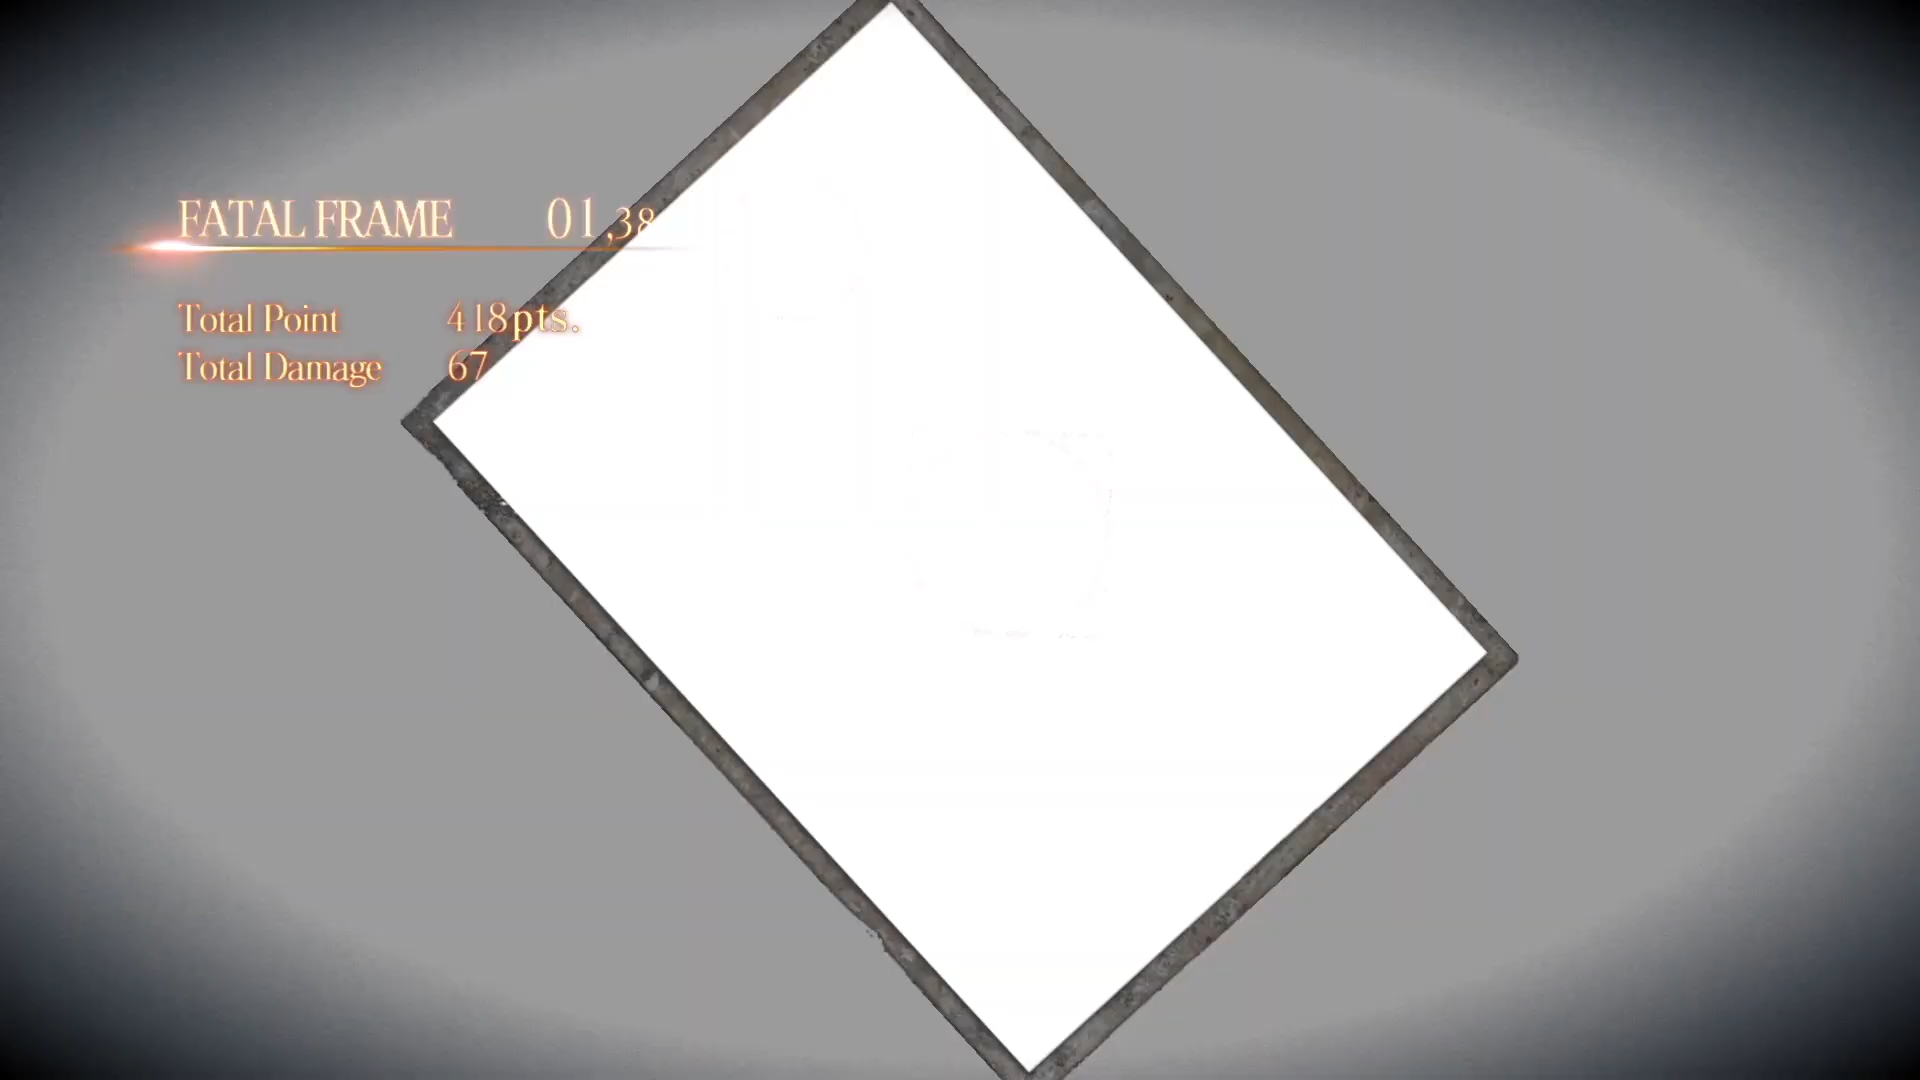 FATAL FRAME 01,38
Total Point 418pts.
Total Damage 67